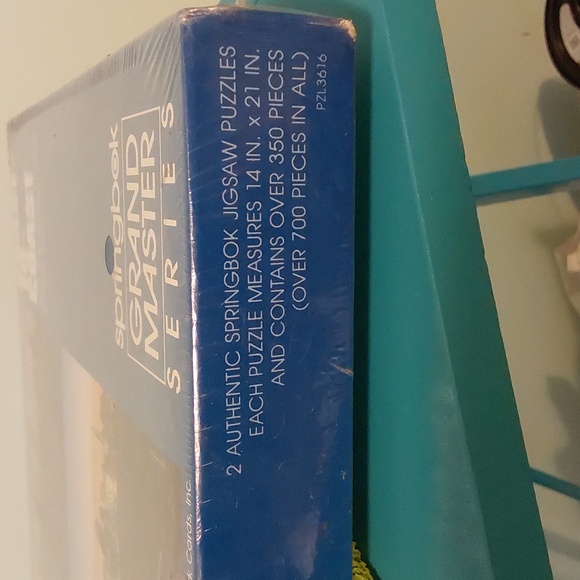 springbok
GRAND
MASTER
SERIES
2 AUTHENTIC SPRINGBOK JIGSAW PUZZLES
EACH PUZZLE MEASURES 14 IN. x 21 IN.
AND CONTAINS OVER 350 PIECES
(OVER 700 PIECES IN ALL)
PZL3616
Cards, Inc.